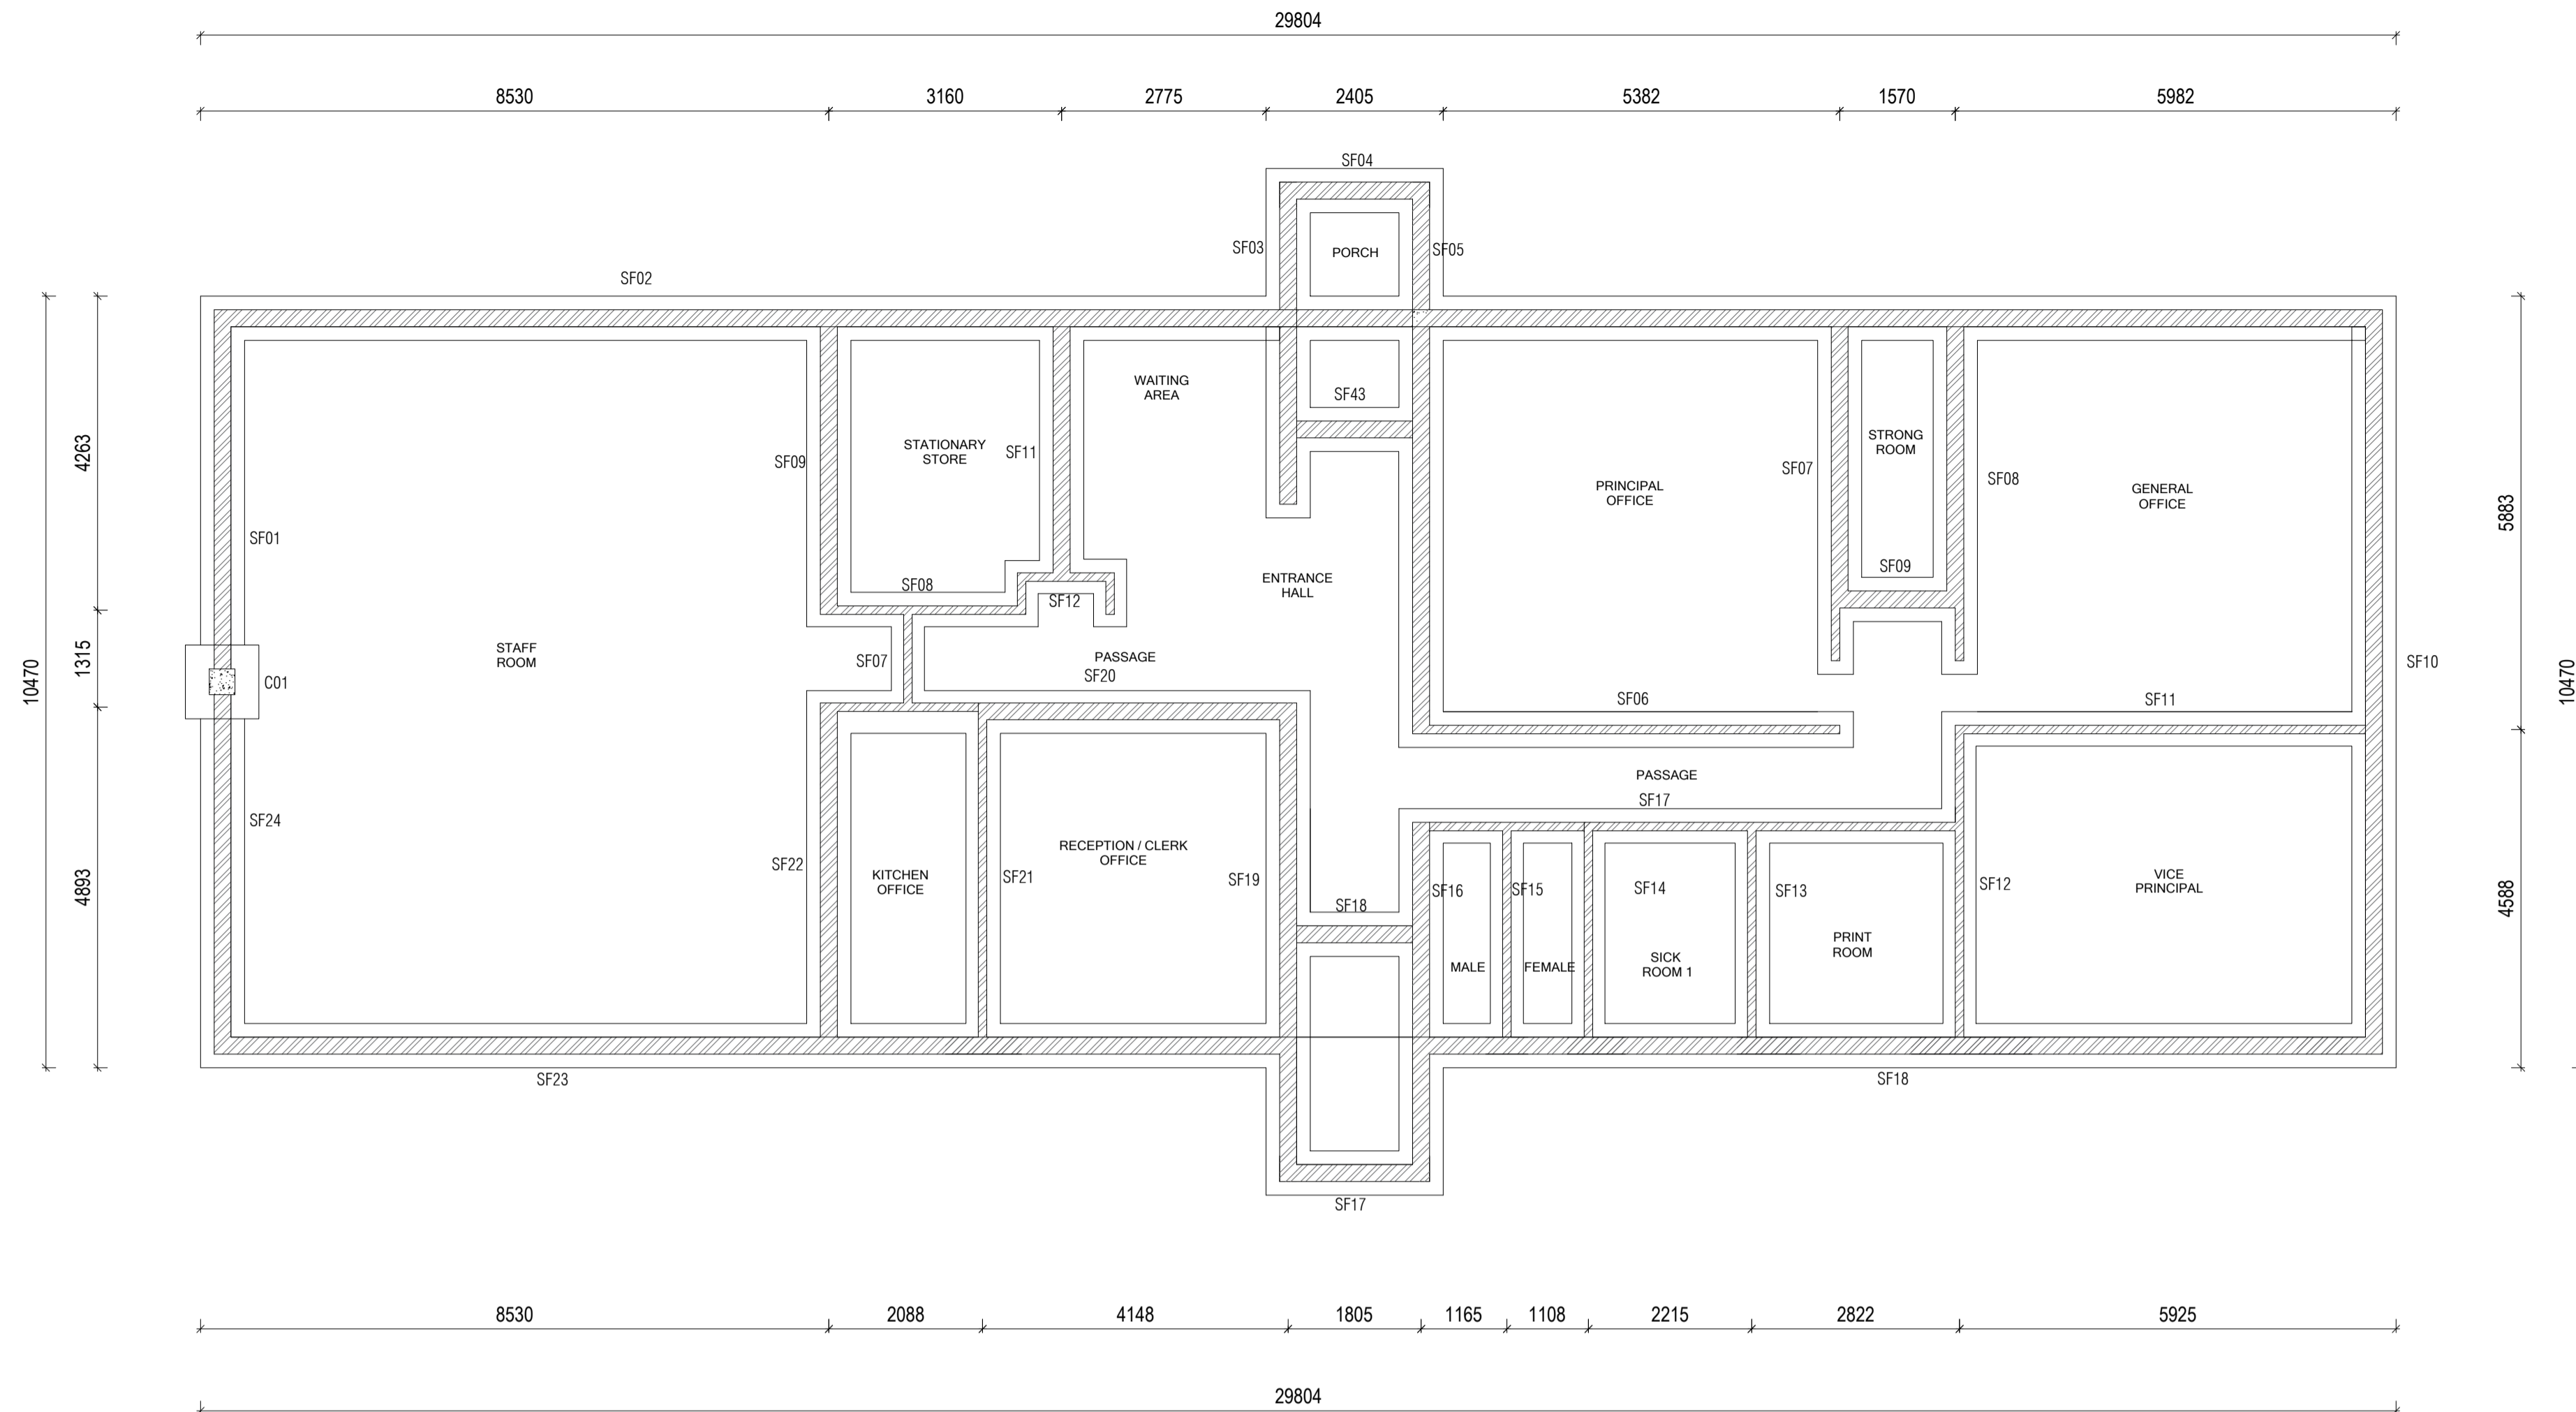 29804
8530
3160
2775
2405
5382
1570
5982
SF04
SF03
PORCH
SF05
SF02
WAITING
AREA
SF43
STATIONARY
STORE
SF11
SF09
STRONG
ROOM
SF07
SF08
PRINCIPAL
OFFICE
GENERAL
OFFICE
4263
5883
SF01
SF08
SF12
ENTRANCE
HALL
SF09
STAFF
ROOM
SF07
PASSAGE
SF20
SF10
10470
1315
10470
C01
SF06
SF11
PASSAGE
SF17
SF24
SF22
KITCHEN
OFFICE
SF21
RECEPTION / CLERK
OFFICE
SF19
SF18
SF16
SF15
SF14
SF13
SF12
VICE
PRINCIPAL
4893
4588
MALE
FEMALE
SICK
ROOM 1
PRINT
ROOM
SF23
SF18
SF17
8530
2088
4148
1805
1165
1108
2215
2822
5925
29804